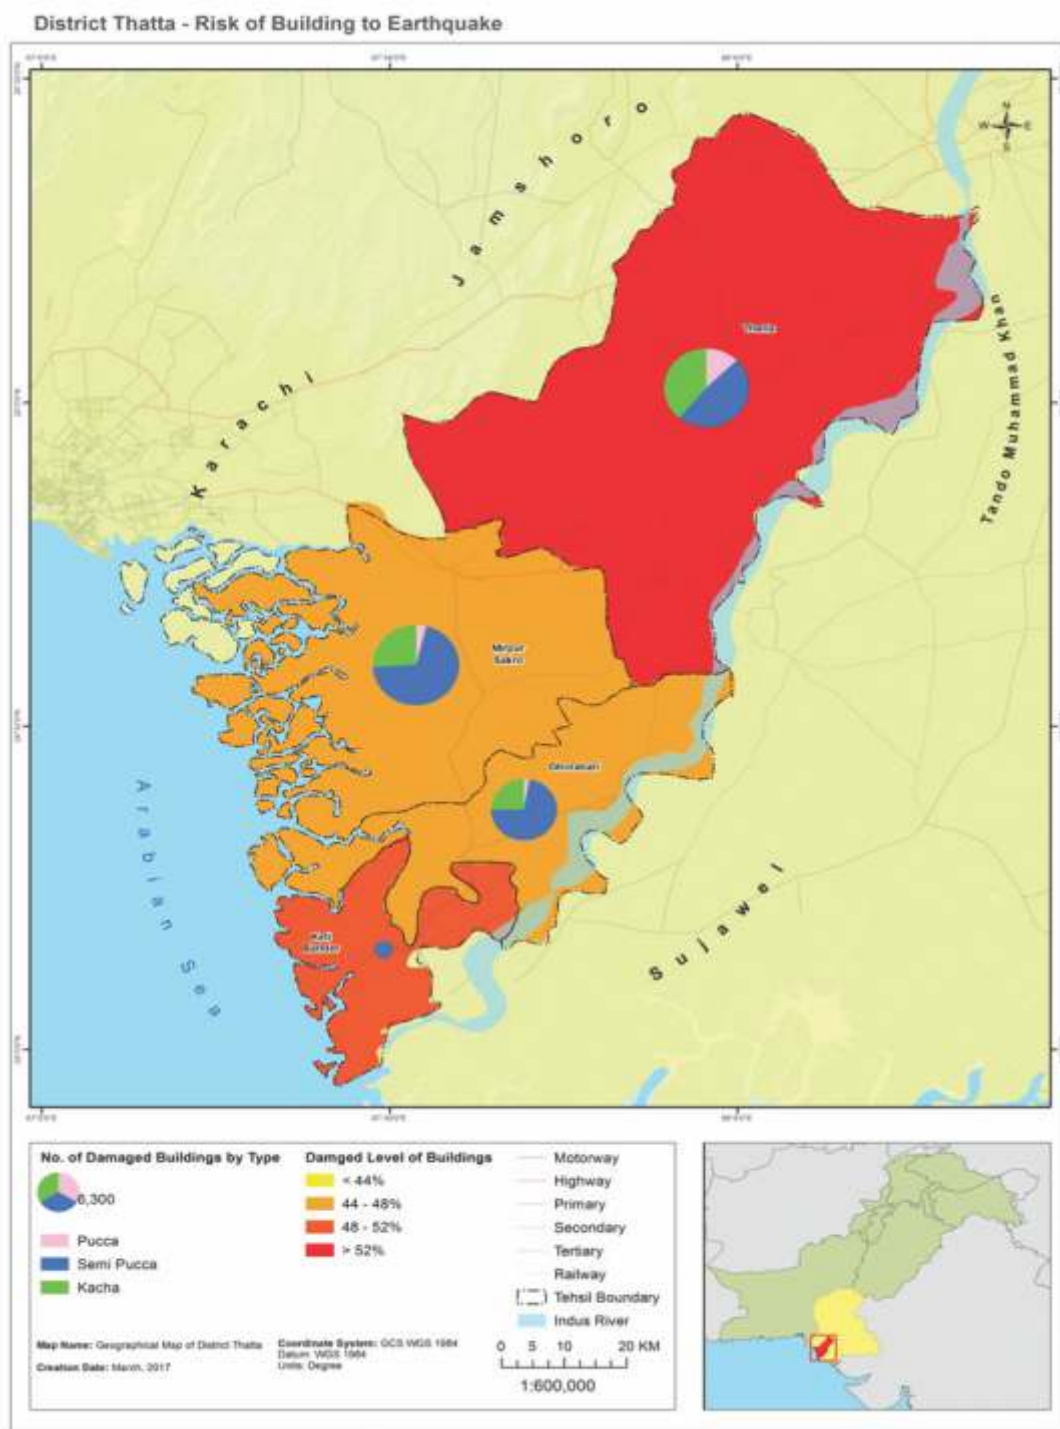 District Thatta - Risk of Building to Earthquake
N
W
E
S
Jamshoro
Karachi
Thatta
Tando Muhammad Khan
Mirpur
Sakro
Ghorabari
Arabian Sea
Sujawel
No. of Damaged Buildings by Type
6,300
Pucca
Semi Pucca
Kacha
Damged Level of Buildings
< 44%
44 - 48%
48 - 52%
> 52%
Motorway
Highway
Primary
Secondary
Tertiary
Railway
Tehsil Boundary
Indus River
Map Name: Geographical Map of District Thatta
Creation Date: March, 2017
Coordinate System: GCS WGS 1984
Datum: WGS 1984
Units: Degree
0 5 10 20 KM
1:600,000